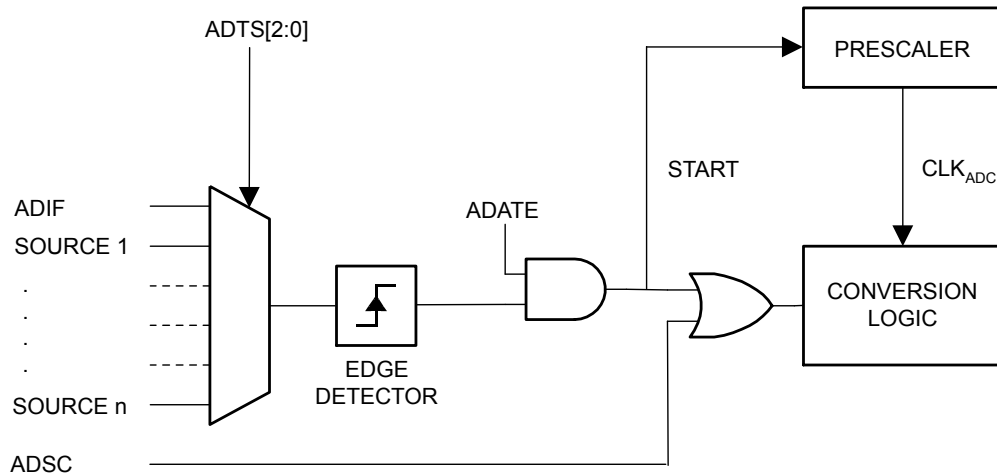 ADTS[2:0]
PRESCALER
START
CLKADC
ADIF
ADATE
SOURCE 1
.
.
.
.
CONVERSION
LOGIC
EDGE
DETECTOR
SOURCE n
ADSC